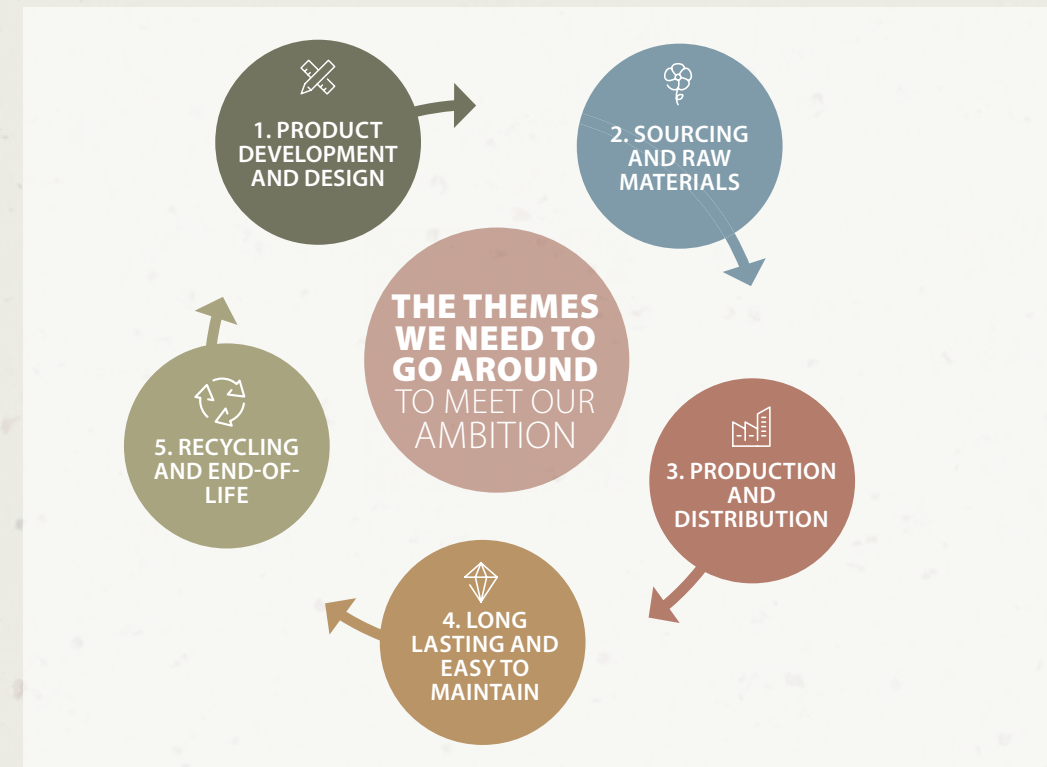 1. PRODUCT
DEVELOPMENT
AND DESIGN
2. SOURCING
AND RAW
MATERIALS
THE THEMES
WE NEED TO
GO AROUND
TO MEET OUR
AMBITION
3. PRODUCTION
AND
DISTRIBUTION
4. LONG
LASTING AND
EASY TO
MAINTAIN
5. RECYCLING
AND END-OF-
LIFE